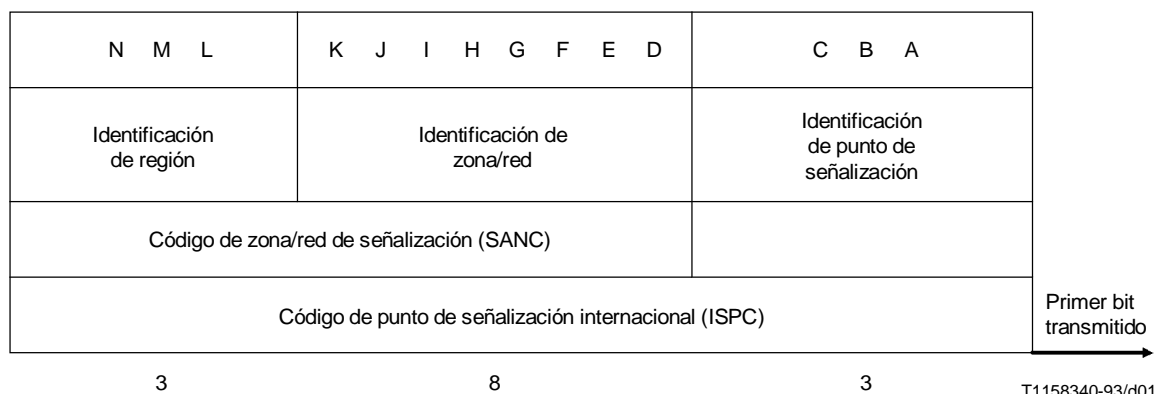 N M L K J I H G F E D C B A
Identificación
de región
Identificación de
zona/red
Identificación
de punto de
señalización
Código de zona/red de señalización (SANC)
Código de punto de señalización internacional (ISPC)
Primer bit
transmitido
3 8 3
T1158340-93/d01